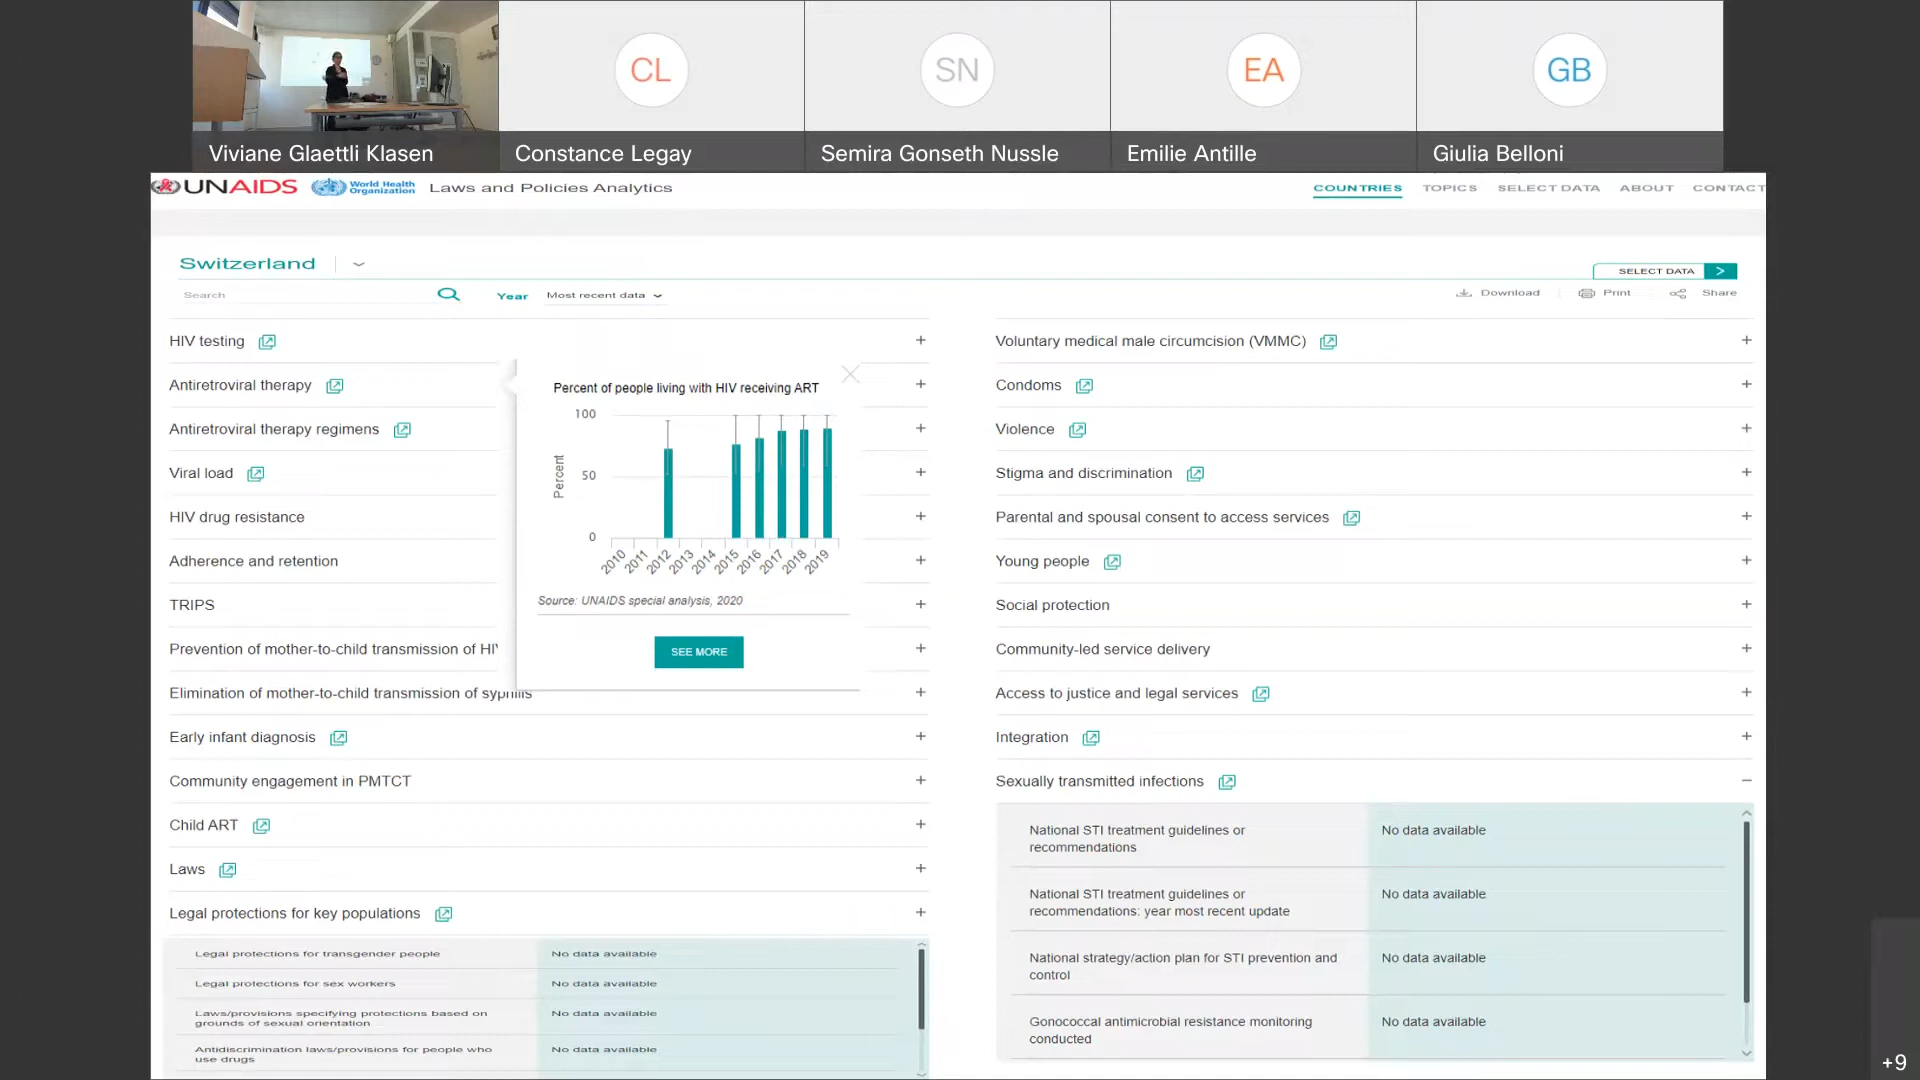 CL
SN
EA
GB
Viviane Glaettli Klasen
Constance Legay
Semira Gonseth Nussle
Emilie Antille
Giulia Belloni
UNAIDS
World Health
Organization
Laws and Policies Analytics
COUNTRIES
TOPICS
SELECT DATA
ABOUT
CONTACT
Switzerland
SELECT DATA
Search
Year
Most recent data
Download
Print
Share
HIV testing
Antiretroviral therapy
Antiretroviral therapy regimens
Viral load
HIV drug resistance
Adherence and retention
TRIPS
Prevention of mother-to-child transmission of HIV
Elimination of mother-to-child transmission of syphilis
Early infant diagnosis
Community engagement in PMTCT
Child ART
Laws
Legal protections for key populations
Legal protections for transgender people
No data available
Legal protections for sex workers
No data available
Laws/provisions specifying protections based on
grounds of sexual orientation
No data available
Antidiscrimination laws/provisions for people who
use drugs
No data available
Percent of people living with HIV receiving ART
Percent
100
50
0
2010
2011
2012
2013
2014
2015
2016
2017
2018
2019
Source: UNAIDS special analysis, 2020
SEE MORE
Voluntary medical male circumcision (VMMC)
Condoms
Violence
Stigma and discrimination
Parental and spousal consent to access services
Young people
Social protection
Community-led service delivery
Access to justice and legal services
Integration
Sexually transmitted infections
National STI treatment guidelines or
recommendations
No data available
National STI treatment guidelines or
recommendations: year most recent update
No data available
National strategy/action plan for STI prevention and
control
No data available
Gonococcal antimicrobial resistance monitoring
conducted
No data available
+9